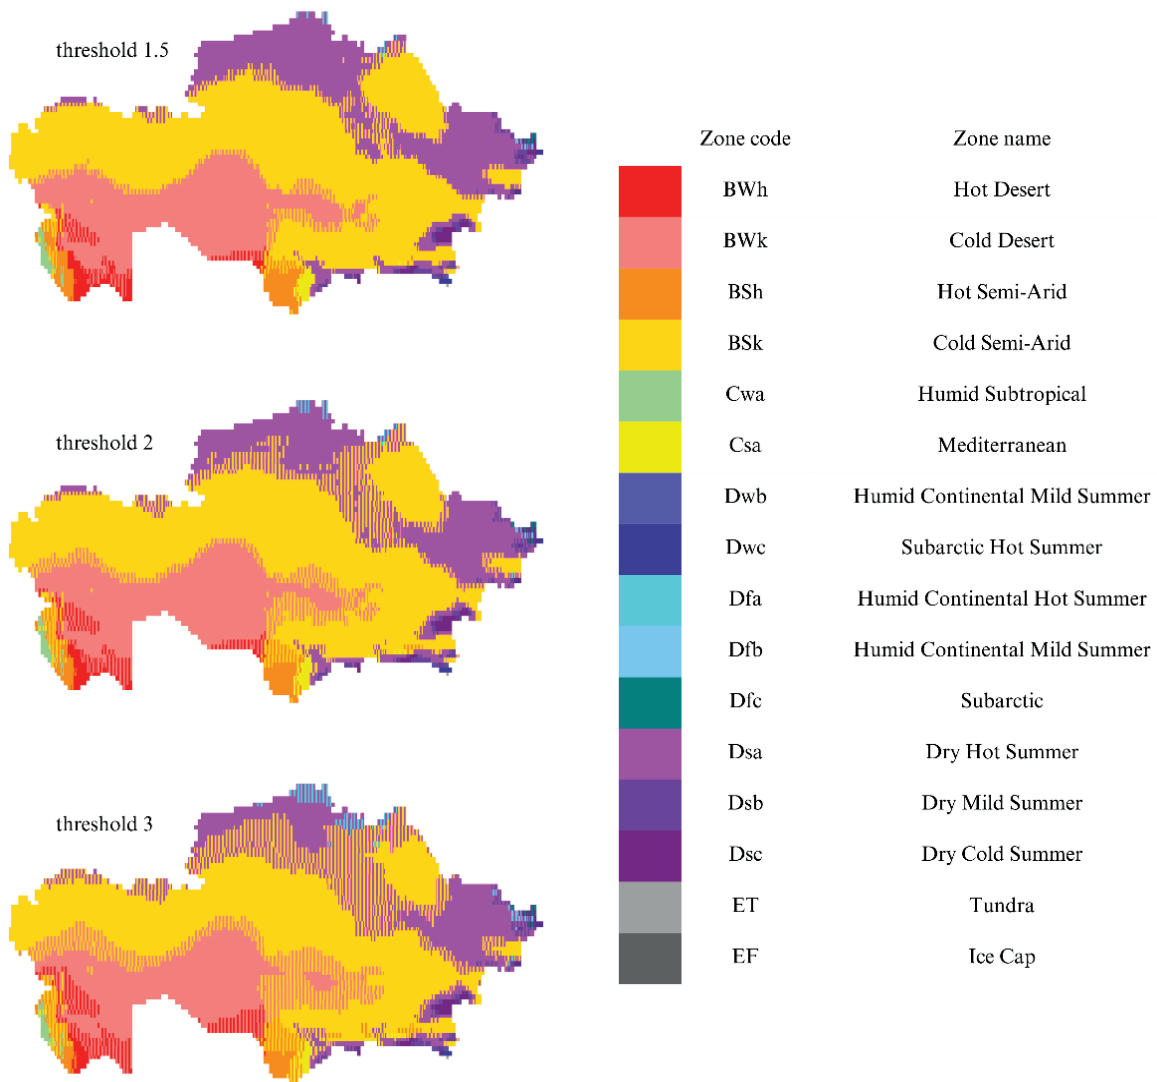 threshold 1.5
threshold 2
threshold 3
Zone code Zone name
BWh Hot Desert
BWk Cold Desert
BSh Hot Semi-Arid
BSk Cold Semi-Arid
Cwa Humid Subtropical
Csa Mediterranean
Dwb Humid Continental Mild Summer
Dwc Subarctic Hot Summer
Dfa Humid Continental Hot Summer
Dfb Humid Continental Mild Summer
Dfc Subarctic
Dsa Dry Hot Summer
Dsb Dry Mild Summer
Dsc Dry Cold Summer
ET Tundra
EF Ice Cap